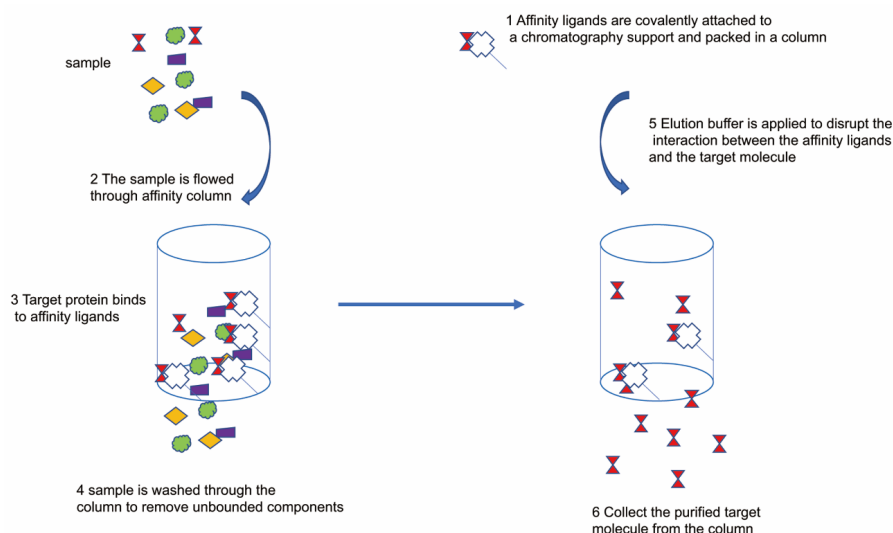 sample
1 Affinity ligands are covalently attached to
a chromatography support and packed in a column
2 The sample is flowed
through affinity column
3 Target protein binds
to affinity ligands
4 sample is washed through the
column to remove unbounded components
5 Elution buffer is applied to disrupt the
interaction between the affinity ligands
and the target molecule
6 Collect the purified target
molecule from the column